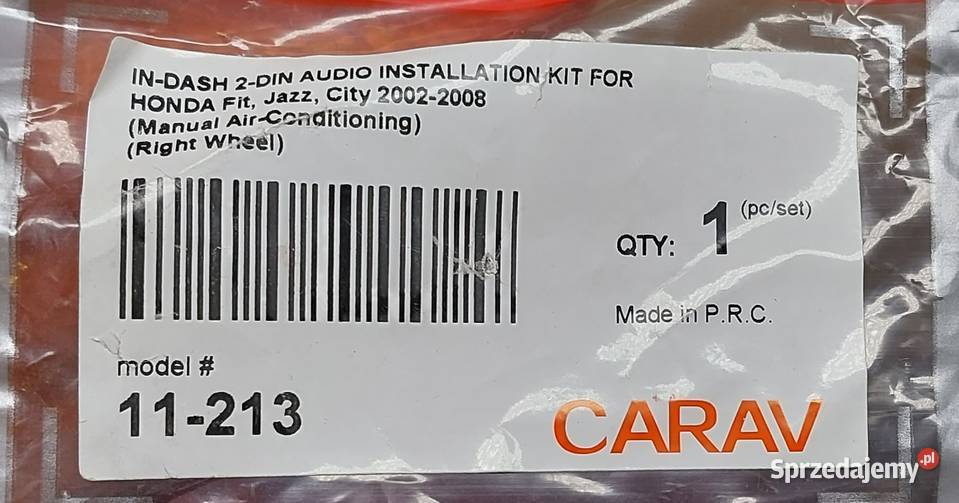 IN-DASH 2-DIN AUDIO INSTALLATION KIT FOR
HONDA Fit, Jazz, City 2002-2008
(Manual Air-Conditioning)
(Right Wheel)
QTY: 1 (pc/set)
Made in P.R.C.
model #
11-213
CARAV
Sprzedajemy.pl